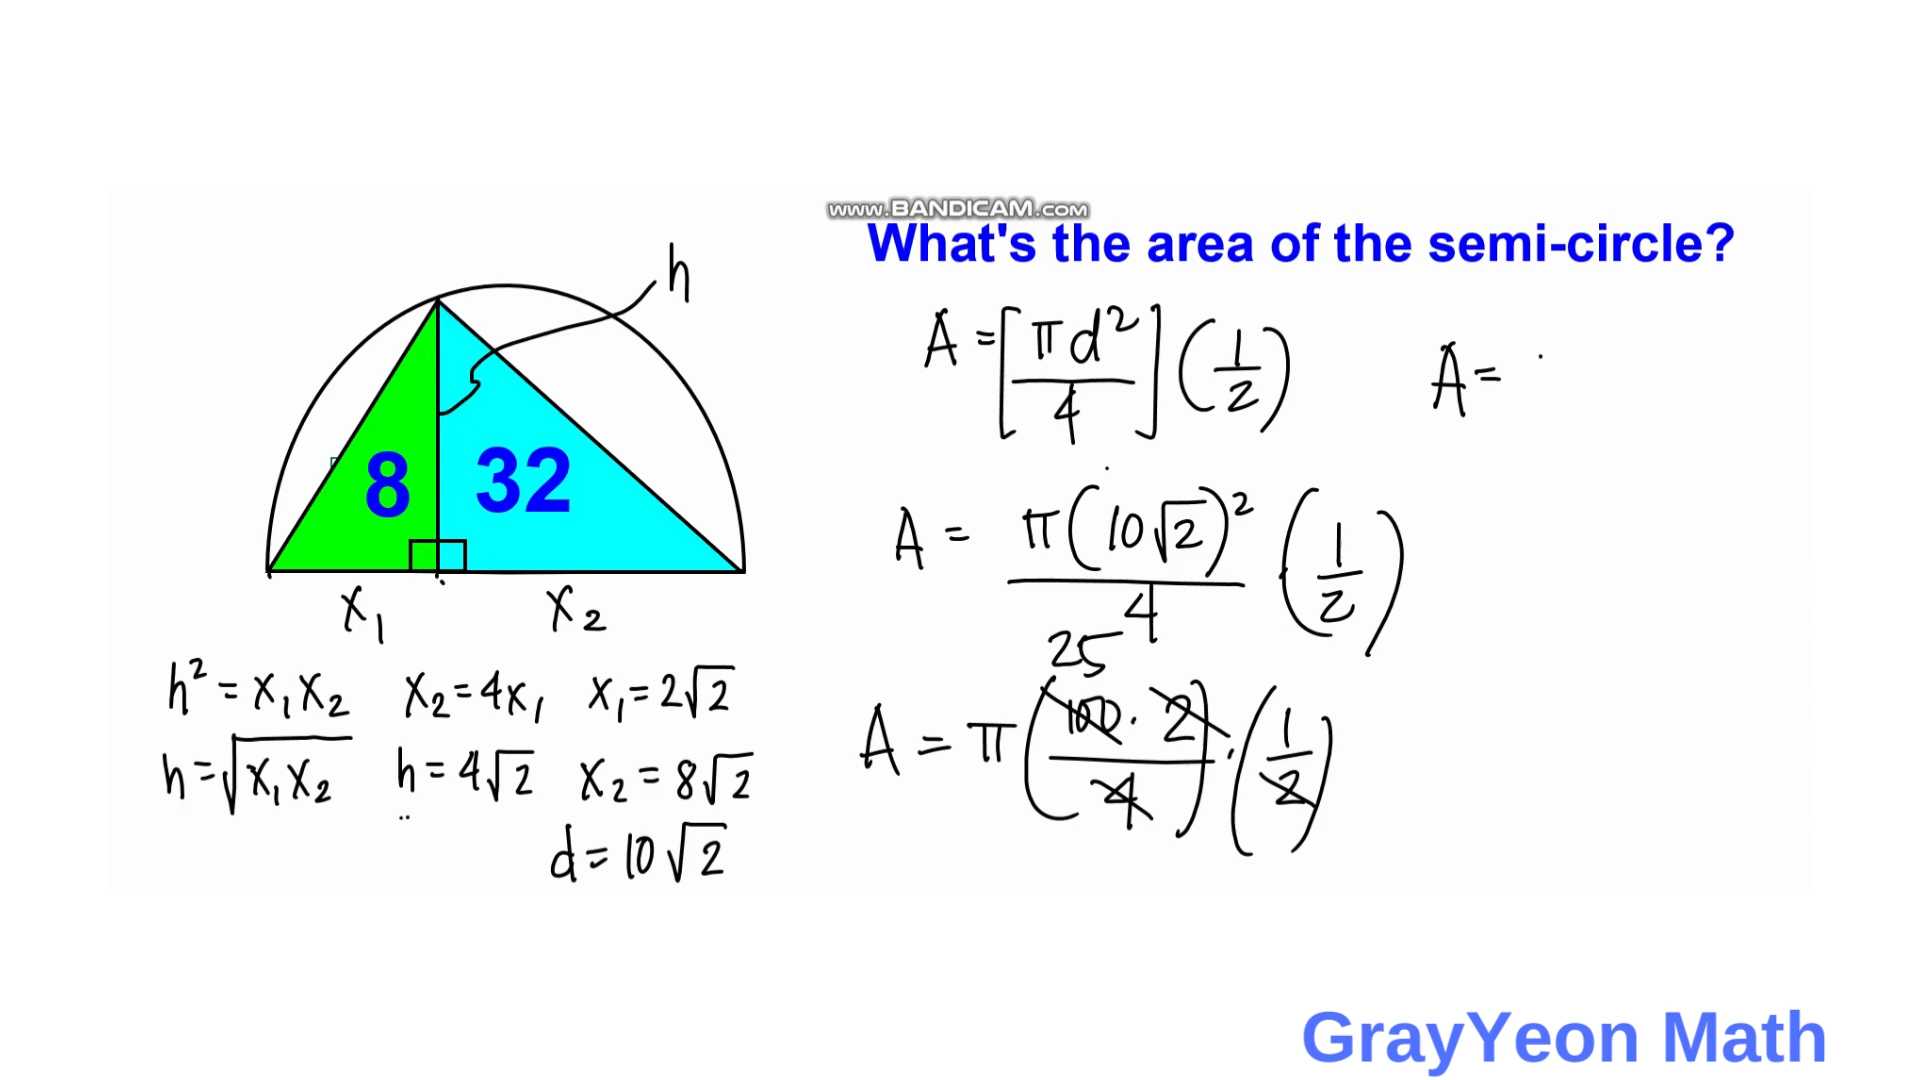 www.BANDICAM.com
What's the area of the semi-circle?
h
8 32
x₁ x₂
h² = x₁x₂ x₂ = 4x₁ x₁ = 2√2
h = √x₁x₂ h = 4√2 x₂ = 8√2
d = 10√2
A = [πd²/4] (1/2)
A = π(10√2)²/4 (1/2)
25
A = π(100·2/4)·(1/2)
A =
GrayYeon Math